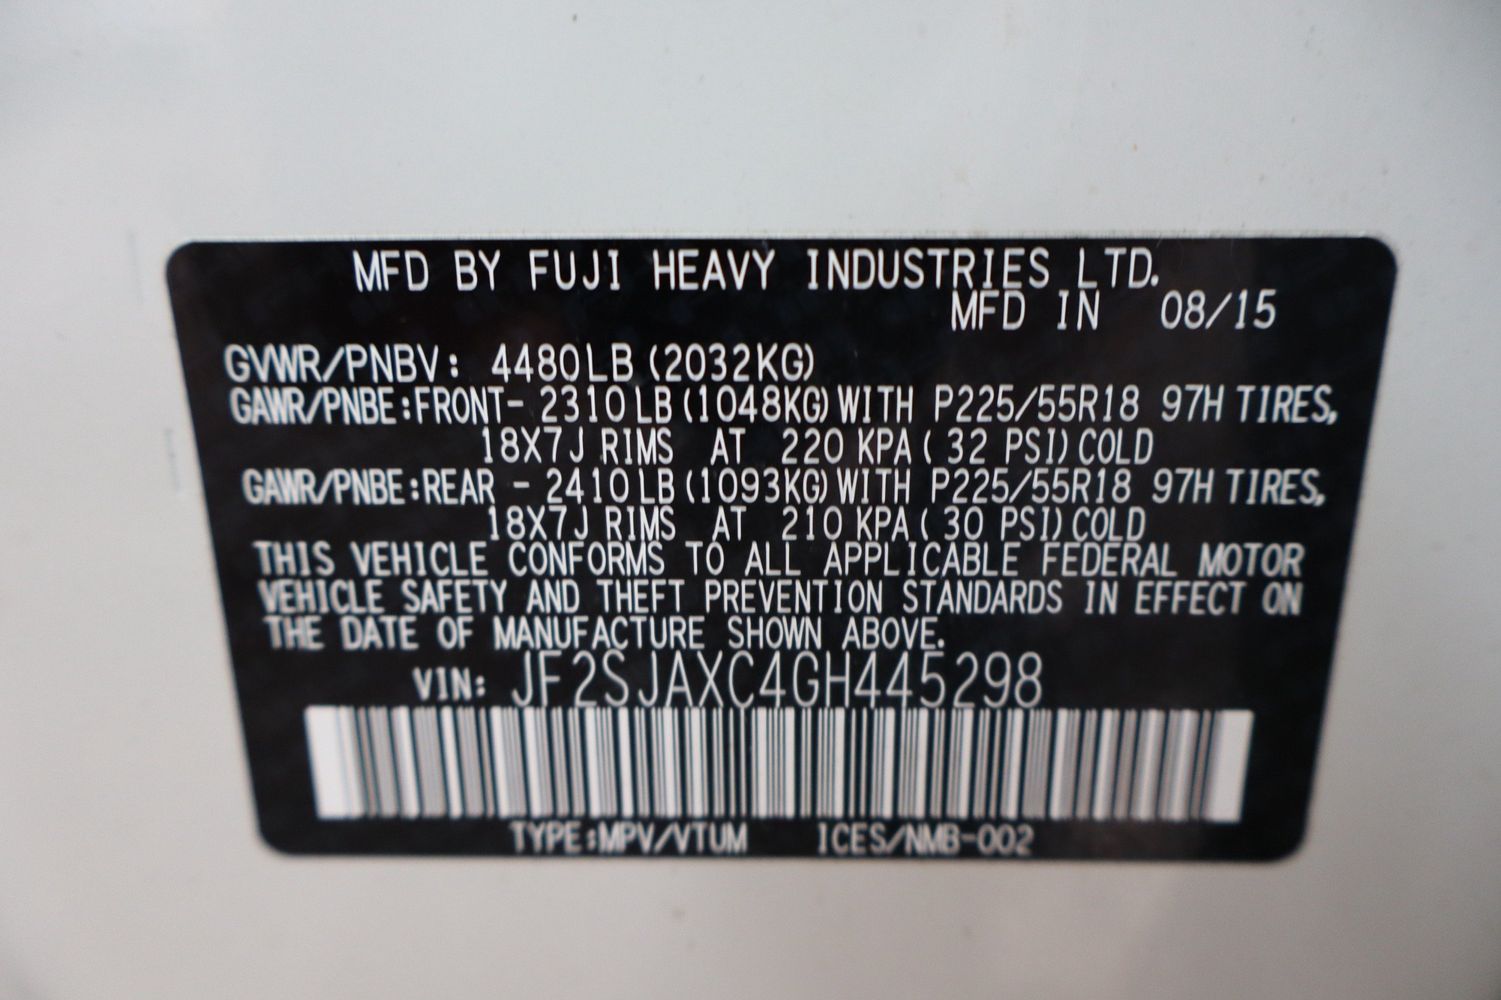 MFD BY FUJI HEAVY INDUSTRIES LTD.
MFD IN 08/15
GVWR/PNBV: 4480LB (2032KG)
GAWR/PNBE:FRONT- 2310LB (1048KG) WITH P225/55R18 97H TIRES,
18X7J RIMS AT 220 KPA ( 32 PSI) COLD
GAWR/PNBE:REAR - 2410LB (1093KG) WITH P225/55R18 97H TIRES,
18X7J RIMS AT 210 KPA ( 30 PSI) COLD
THIS VEHICLE CONFORMS TO ALL APPLICABLE FEDERAL MOTOR
VEHICLE SAFETY AND THEFT PREVENTION STANDARDS IN EFFECT ON
THE DATE OF MANUFACTURE SHOWN ABOVE.
VIN: JF2SJAXC4GH445298
TYPE:MPV/VTUM ICES/NMB-002